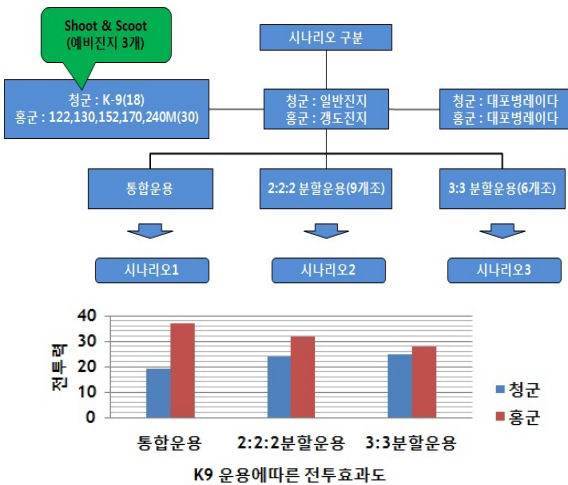 Shoot & Scoot
(예비진지 3개)
시나리오 구분
청군 : K-9(18)
홍군 : 122,130,152,170,240M(30)
청군 : 일반진지
홍군 : 갱도진지
청군 : 대포병레이다
홍군 : 대포병레이다
통합운용
2:2:2 분할운용(9개조)
3:3 분할운용(6개조)
시나리오1
시나리오2
시나리오3
전투력
40
30
20
10
0
통합운용
2:2:2분할운용
3:3분할운용
청군
홍군
K9 운용에따른 전투효과도